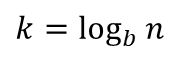 k = log_b n